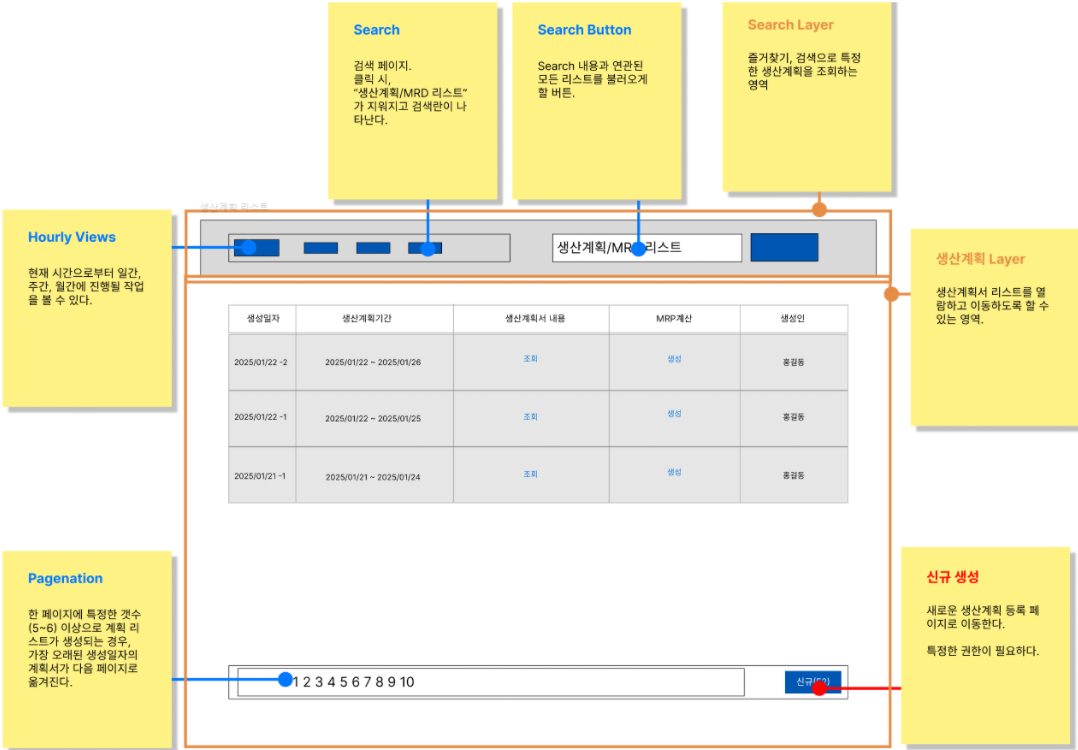 Search
검색 페이지.
클릭 시,
“생산계획/MRD 리스트”
가 지워지고 검색란이 나
타난다.
Search Button
Search 내용과 연관된
모든 리스트를 불러오게
할 버튼.
Search Layer
즐겨찾기, 검색으로 특정
한 생산계획을 조회하는
영역
Hourly Views
현재 시간으로부터 일간,
주간, 월간에 진행될 작업
을 볼 수 있다.
생산계획 리스트
생산계획/MRP 리스트
생산계획 Layer
생산계획서 리스트를 열
람하고 이동하도록 할 수
있는 영역.
생성일자 생산계획기간 생산계획서 내용 MRP계산 생성인
2025/01/22 -2 2025/01/22 ~ 2025/01/26 조회 생성 홍길동
2025/01/22 -1 2025/01/22 ~ 2025/01/25 조회 생성 홍길동
2025/01/21 -1 2025/01/21 ~ 2025/01/24 조회 생성 홍길동
Pagenation
한 페이지에 특정한 갯수
(5~6) 이상으로 계획 리
스트가 생성되는 경우,
가장 오래된 생성일자의
계획서가 다음 페이지로
옮겨진다.
1 2 3 4 5 6 7 8 9 10
신규
신규 생성
새로운 생산계획 등록 페
이지로 이동한다.
특정한 권한이 필요하다.